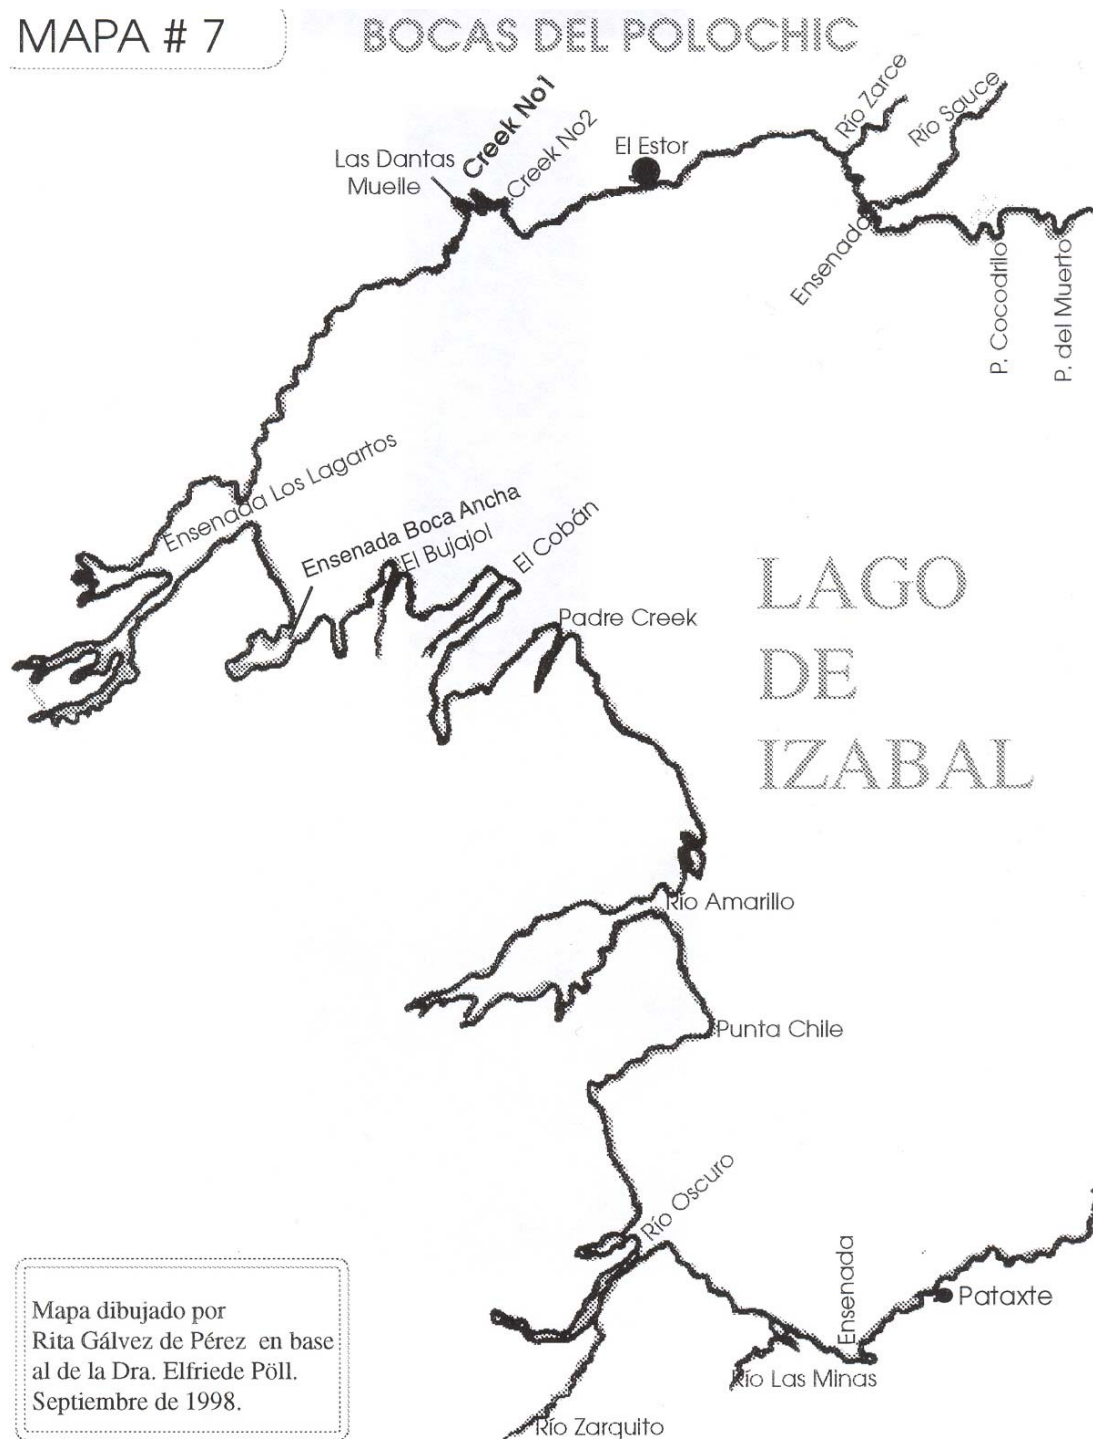 MAPA # 7
BOCAS DEL POLOCHIC
Las Dantas
Muelle
Creek No1
Creek No2
El Estor
Río Zarce
Río Sauce
Ensenada
P. Cocodrilo
P. del Muerto
Ensenada Los Lagartos
Ensenada Boca Ancha
El Bujajol
El Cobán
Padre Creek
LAGO
DE
IZABAL
Río Amarillo
Punta Chile
Río Oscuro
Ensenada
Pataxte
Río Las Minas
Río Zarquito
Mapa dibujado por
Rita Gálvez de Pérez en base
al de la Dra. Elfriede Pöll.
Septiembre de 1998.